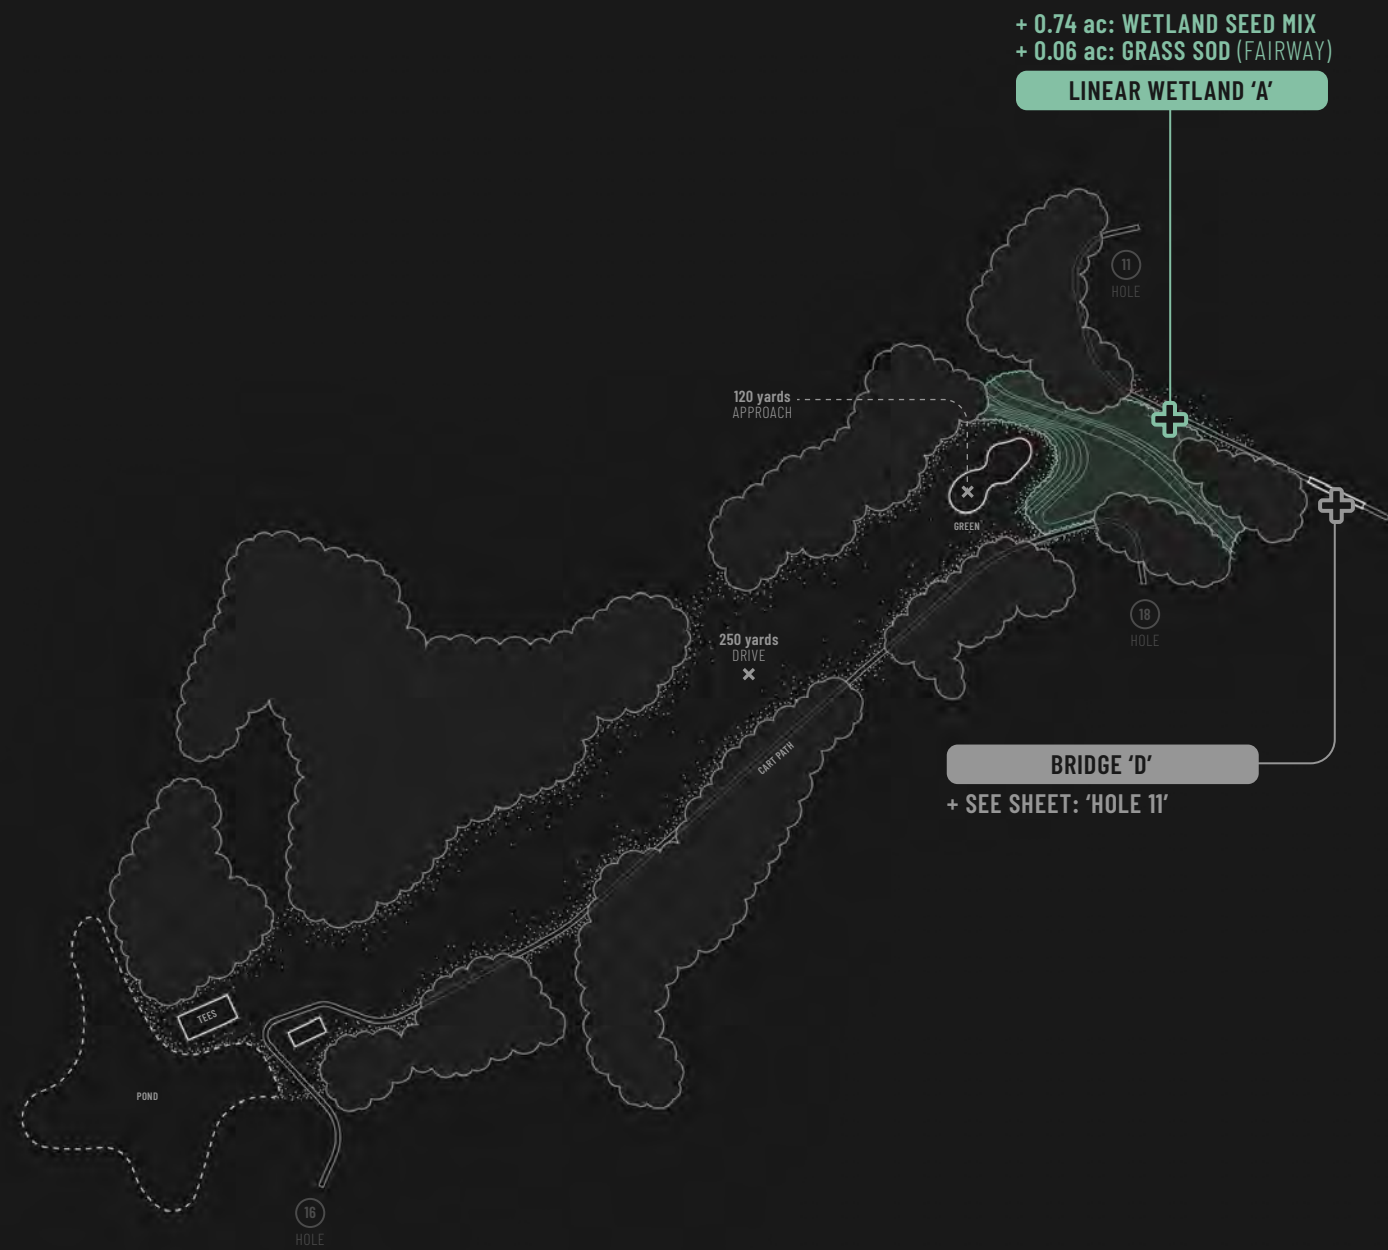 + 0.74 ac: WETLAND SEED MIX
+ 0.06 ac: GRASS SOD (FAIRWAY)
LINEAR WETLAND ‘A’
11
HOLE
120 yards
APPROACH
GREEN
18
HOLE
250 yards
DRIVE
CART PATH
BRIDGE ‘D’
+ SEE SHEET: ‘HOLE 11’
TEES
POND
16
HOLE